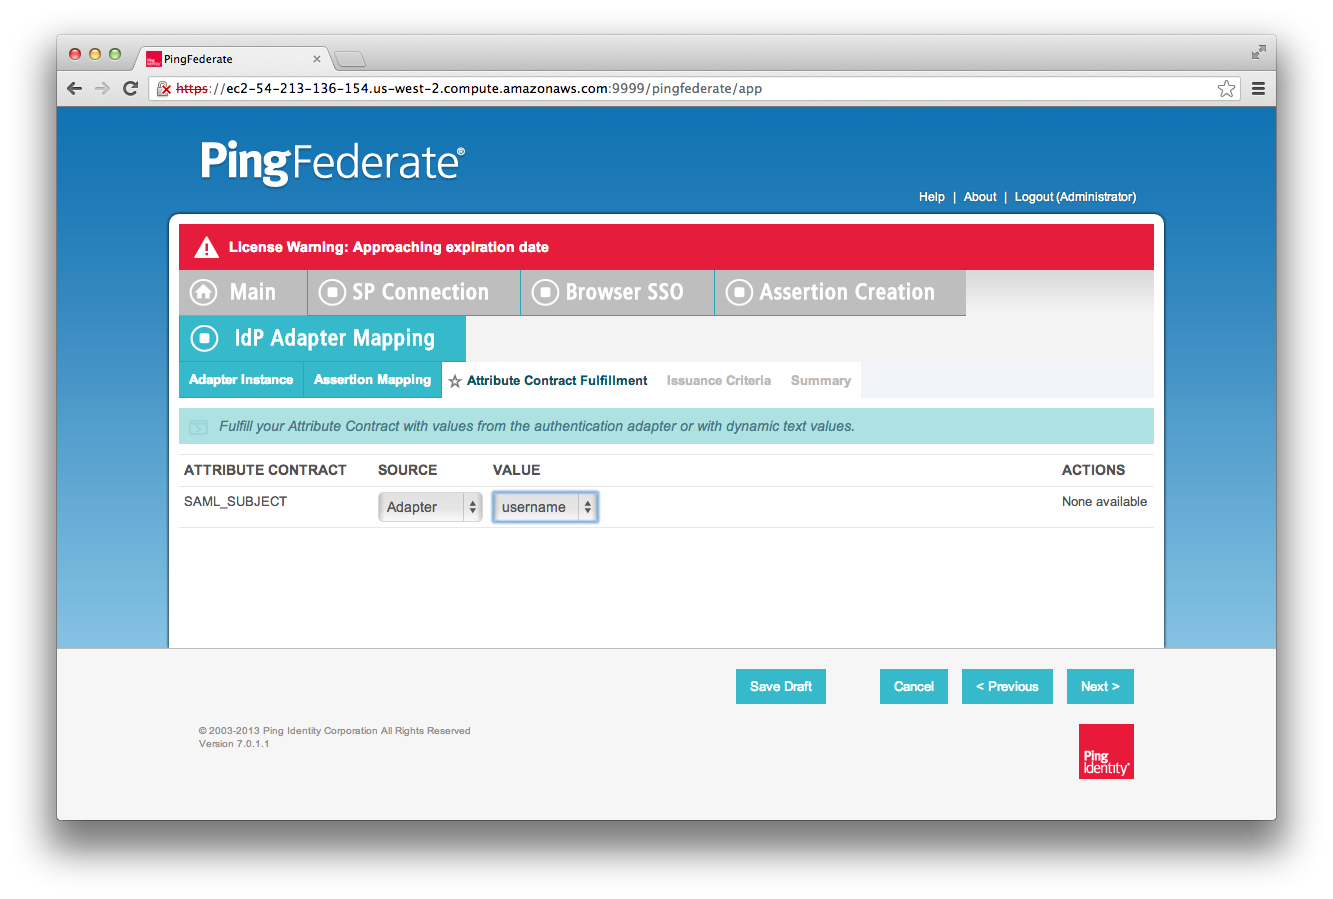 PingFederate
https://ec2-54-213-136-154.us-west-2.compute.amazonaws.com:9999/pingfederate/app
PingFederate®
Help | About | Logout (Administrator)
License Warning: Approaching expiration date
Main SP Connection Browser SSO Assertion Creation
IdP Adapter Mapping
Adapter Instance Assertion Mapping Attribute Contract Fulfillment Issuance Criteria Summary
Fulfill your Attribute Contract with values from the authentication adapter or with dynamic text values.
ATTRIBUTE CONTRACT SOURCE VALUE ACTIONS
SAML_SUBJECT Adapter username None available
Save Draft Cancel < Previous Next >
© 2003-2013 Ping Identity Corporation All Rights Reserved
Version 7.0.1.1
Ping
Identity